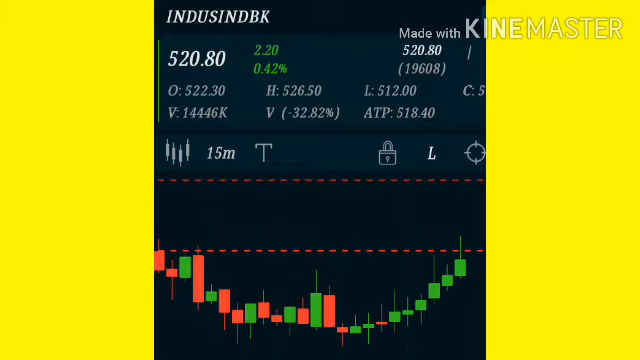 INDUSINDBK
Made with KINEMASTER
520.80 2.20 520.80
0.42% (19608)
O: 522.30 H: 526.50 L: 512.00 C: 5
V: 14446K V (-32.82%) ATP: 518.40
15m T L